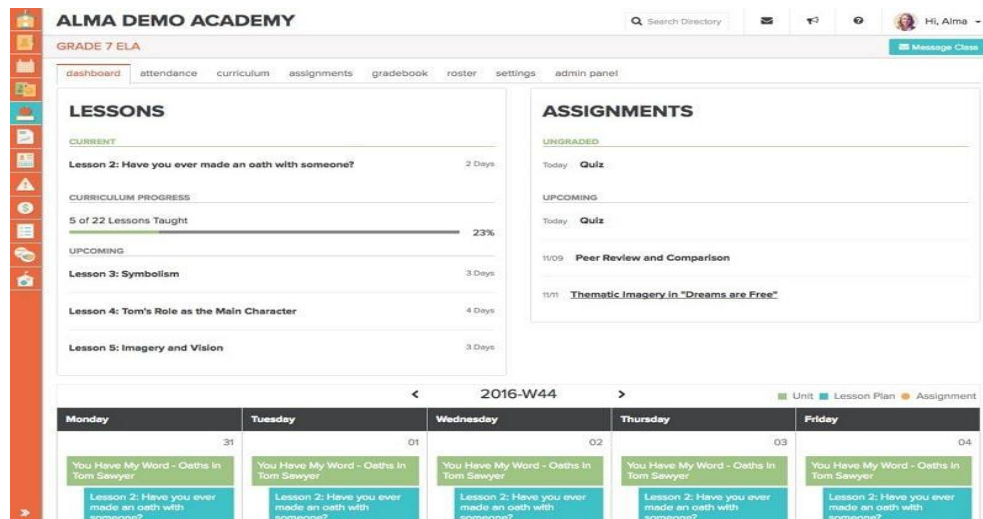 ALMA DEMO ACADEMY
Search Directory
Hi, Alma
GRADE 7 ELA
Message Class
dashboard attendance curriculum assignments gradebook roster settings admin panel
LESSONS
CURRENT
Lesson 2: Have you ever made an oath with someone? 2 Days
CURRICULUM PROGRESS
5 of 22 Lessons Taught
23%
UPCOMING
Lesson 3: Symbolism 3 Days
Lesson 4: Tom's Role as the Main Character 4 Days
Lesson 5: Imagery and Vision 3 Days
ASSIGNMENTS
UNGRADED
Today Quiz
UPCOMING
Today Quiz
11/09 Peer Review and Comparison
11/11 Thematic Imagery in "Dreams are Free"
2016-W44
Unit Lesson Plan Assignment
Monday Tuesday Wednesday Thursday Friday
31 01 02 03 04
You Have My Word - Oaths in
Tom Sawyer
Lesson 2: Have you ever
made an oath with
someone?
You Have My Word - Oaths in
Tom Sawyer
Lesson 2: Have you ever
made an oath with
someone?
You Have My Word - Oaths in
Tom Sawyer
Lesson 2: Have you ever
made an oath with
someone?
You Have My Word - Oaths in
Tom Sawyer
Lesson 2: Have you ever
made an oath with
someone?
You Have My Word - Oaths in
Tom Sawyer
Lesson 2: Have you ever
made an oath with
someone?